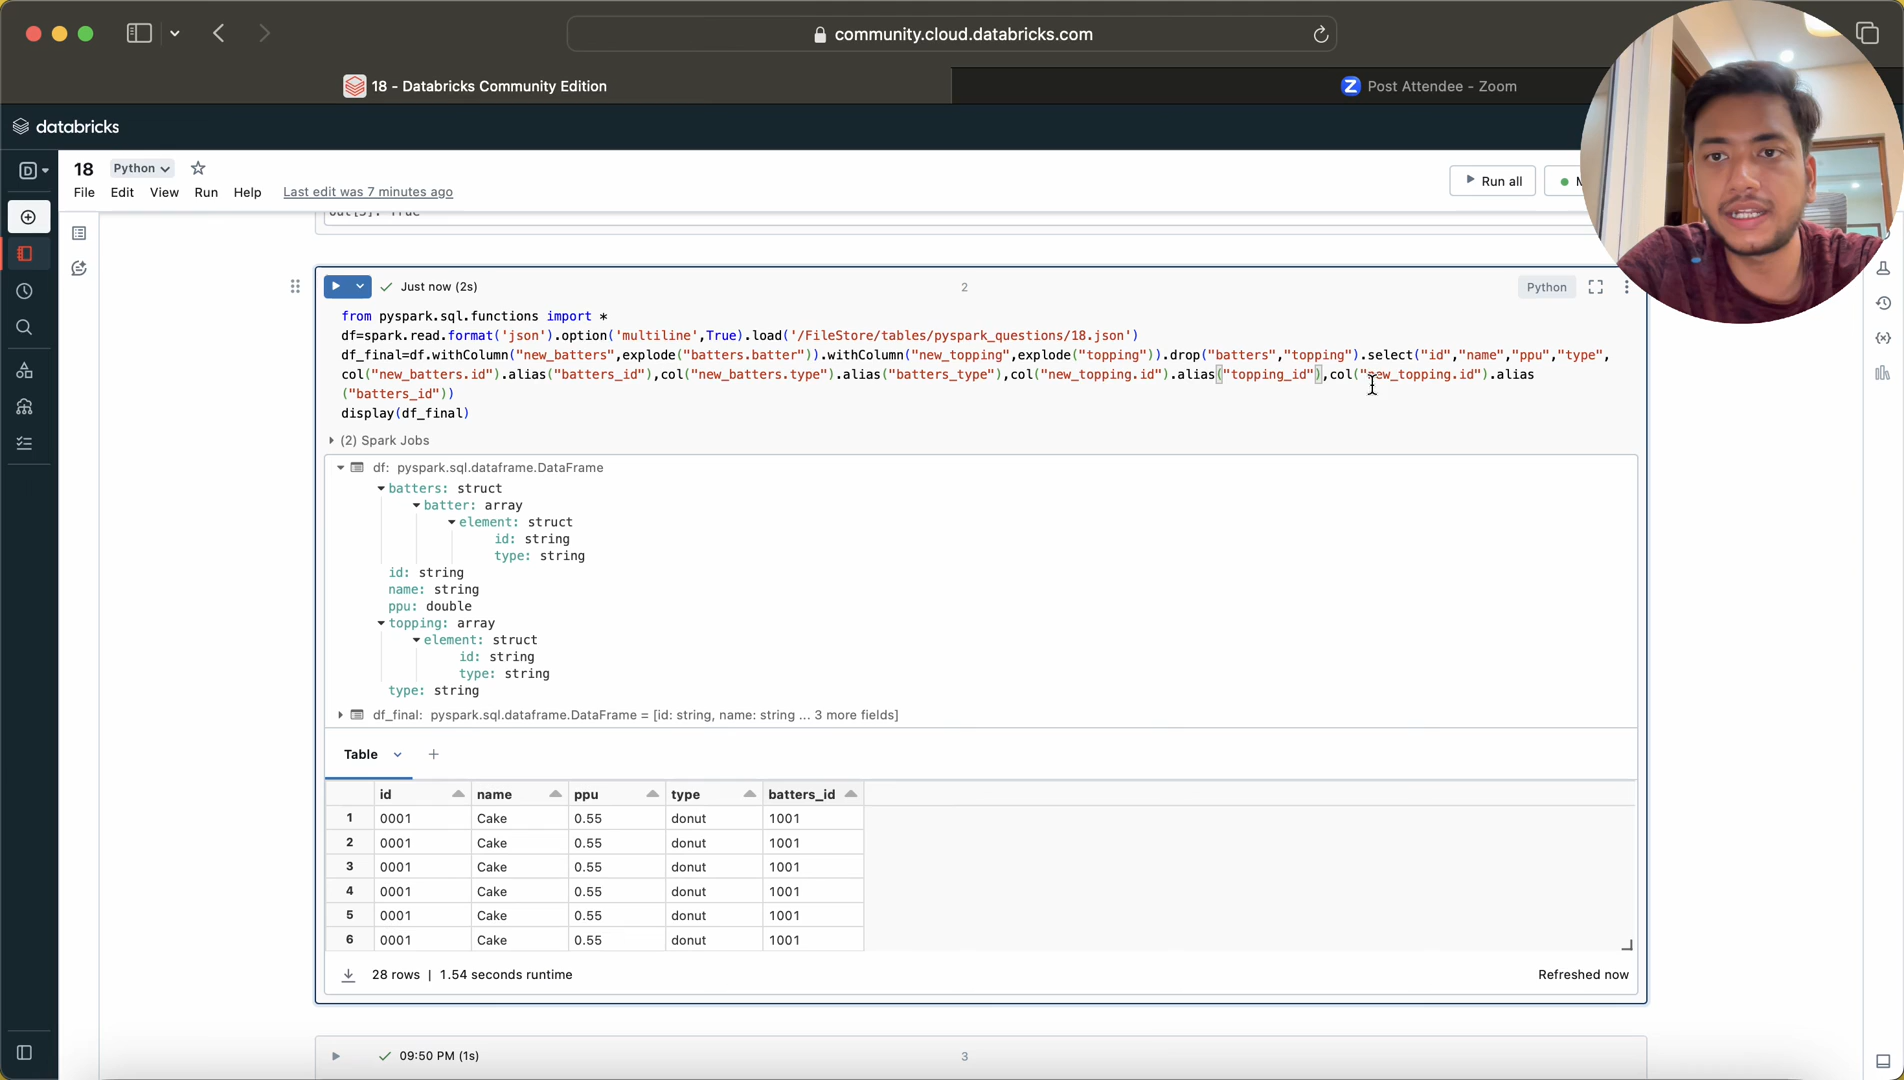 community.cloud.databricks.com
18 - Databricks Community Edition
Post Attendee - Zoom
databricks
D
18 Python
File Edit View Run Help Last edit was 7 minutes ago
Run all
Out[3]: True
Just now (2s)
2
Python
from pyspark.sql.functions import *
df=spark.read.format('json').option('multiline',True).load('/FileStore/tables/pyspark_questions/18.json')
df_final=df.withColumn("new_batters",explode("batters.batter")).withColumn("new_topping",explode("topping")).drop("batters","topping").select("id","name","ppu","type",
col("new_batters.id").alias("batters_id"),col("new_batters.type").alias("batters_type"),col("new_topping.id").alias("topping_id"),col("new_topping.id").alias
("batters_id"))
display(df_final)
(2) Spark Jobs
df: pyspark.sql.dataframe.DataFrame
batters: struct
batter: array
element: struct
id: string
type: string
id: string
name: string
ppu: double
topping: array
element: struct
id: string
type: string
type: string
df_final: pyspark.sql.dataframe.DataFrame = [id: string, name: string ... 3 more fields]
Table +
id name ppu type batters_id
1 0001 Cake 0.55 donut 1001
2 0001 Cake 0.55 donut 1001
3 0001 Cake 0.55 donut 1001
4 0001 Cake 0.55 donut 1001
5 0001 Cake 0.55 donut 1001
6 0001 Cake 0.55 donut 1001
28 rows | 1.54 seconds runtime
Refreshed now
09:50 PM (1s)
3